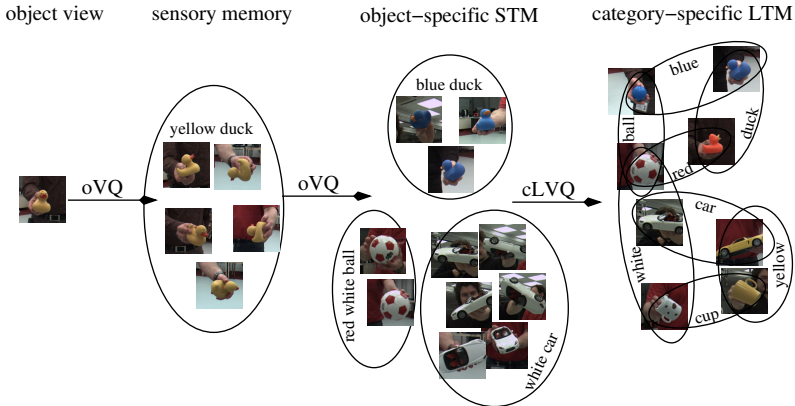 object view
sensory memory
object−specific STM
category−specific LTM
yellow duck
blue duck
red white ball
white car
oVQ
oVQ
cLVQ
blue
ball
duck
red
car
white
yellow
cup